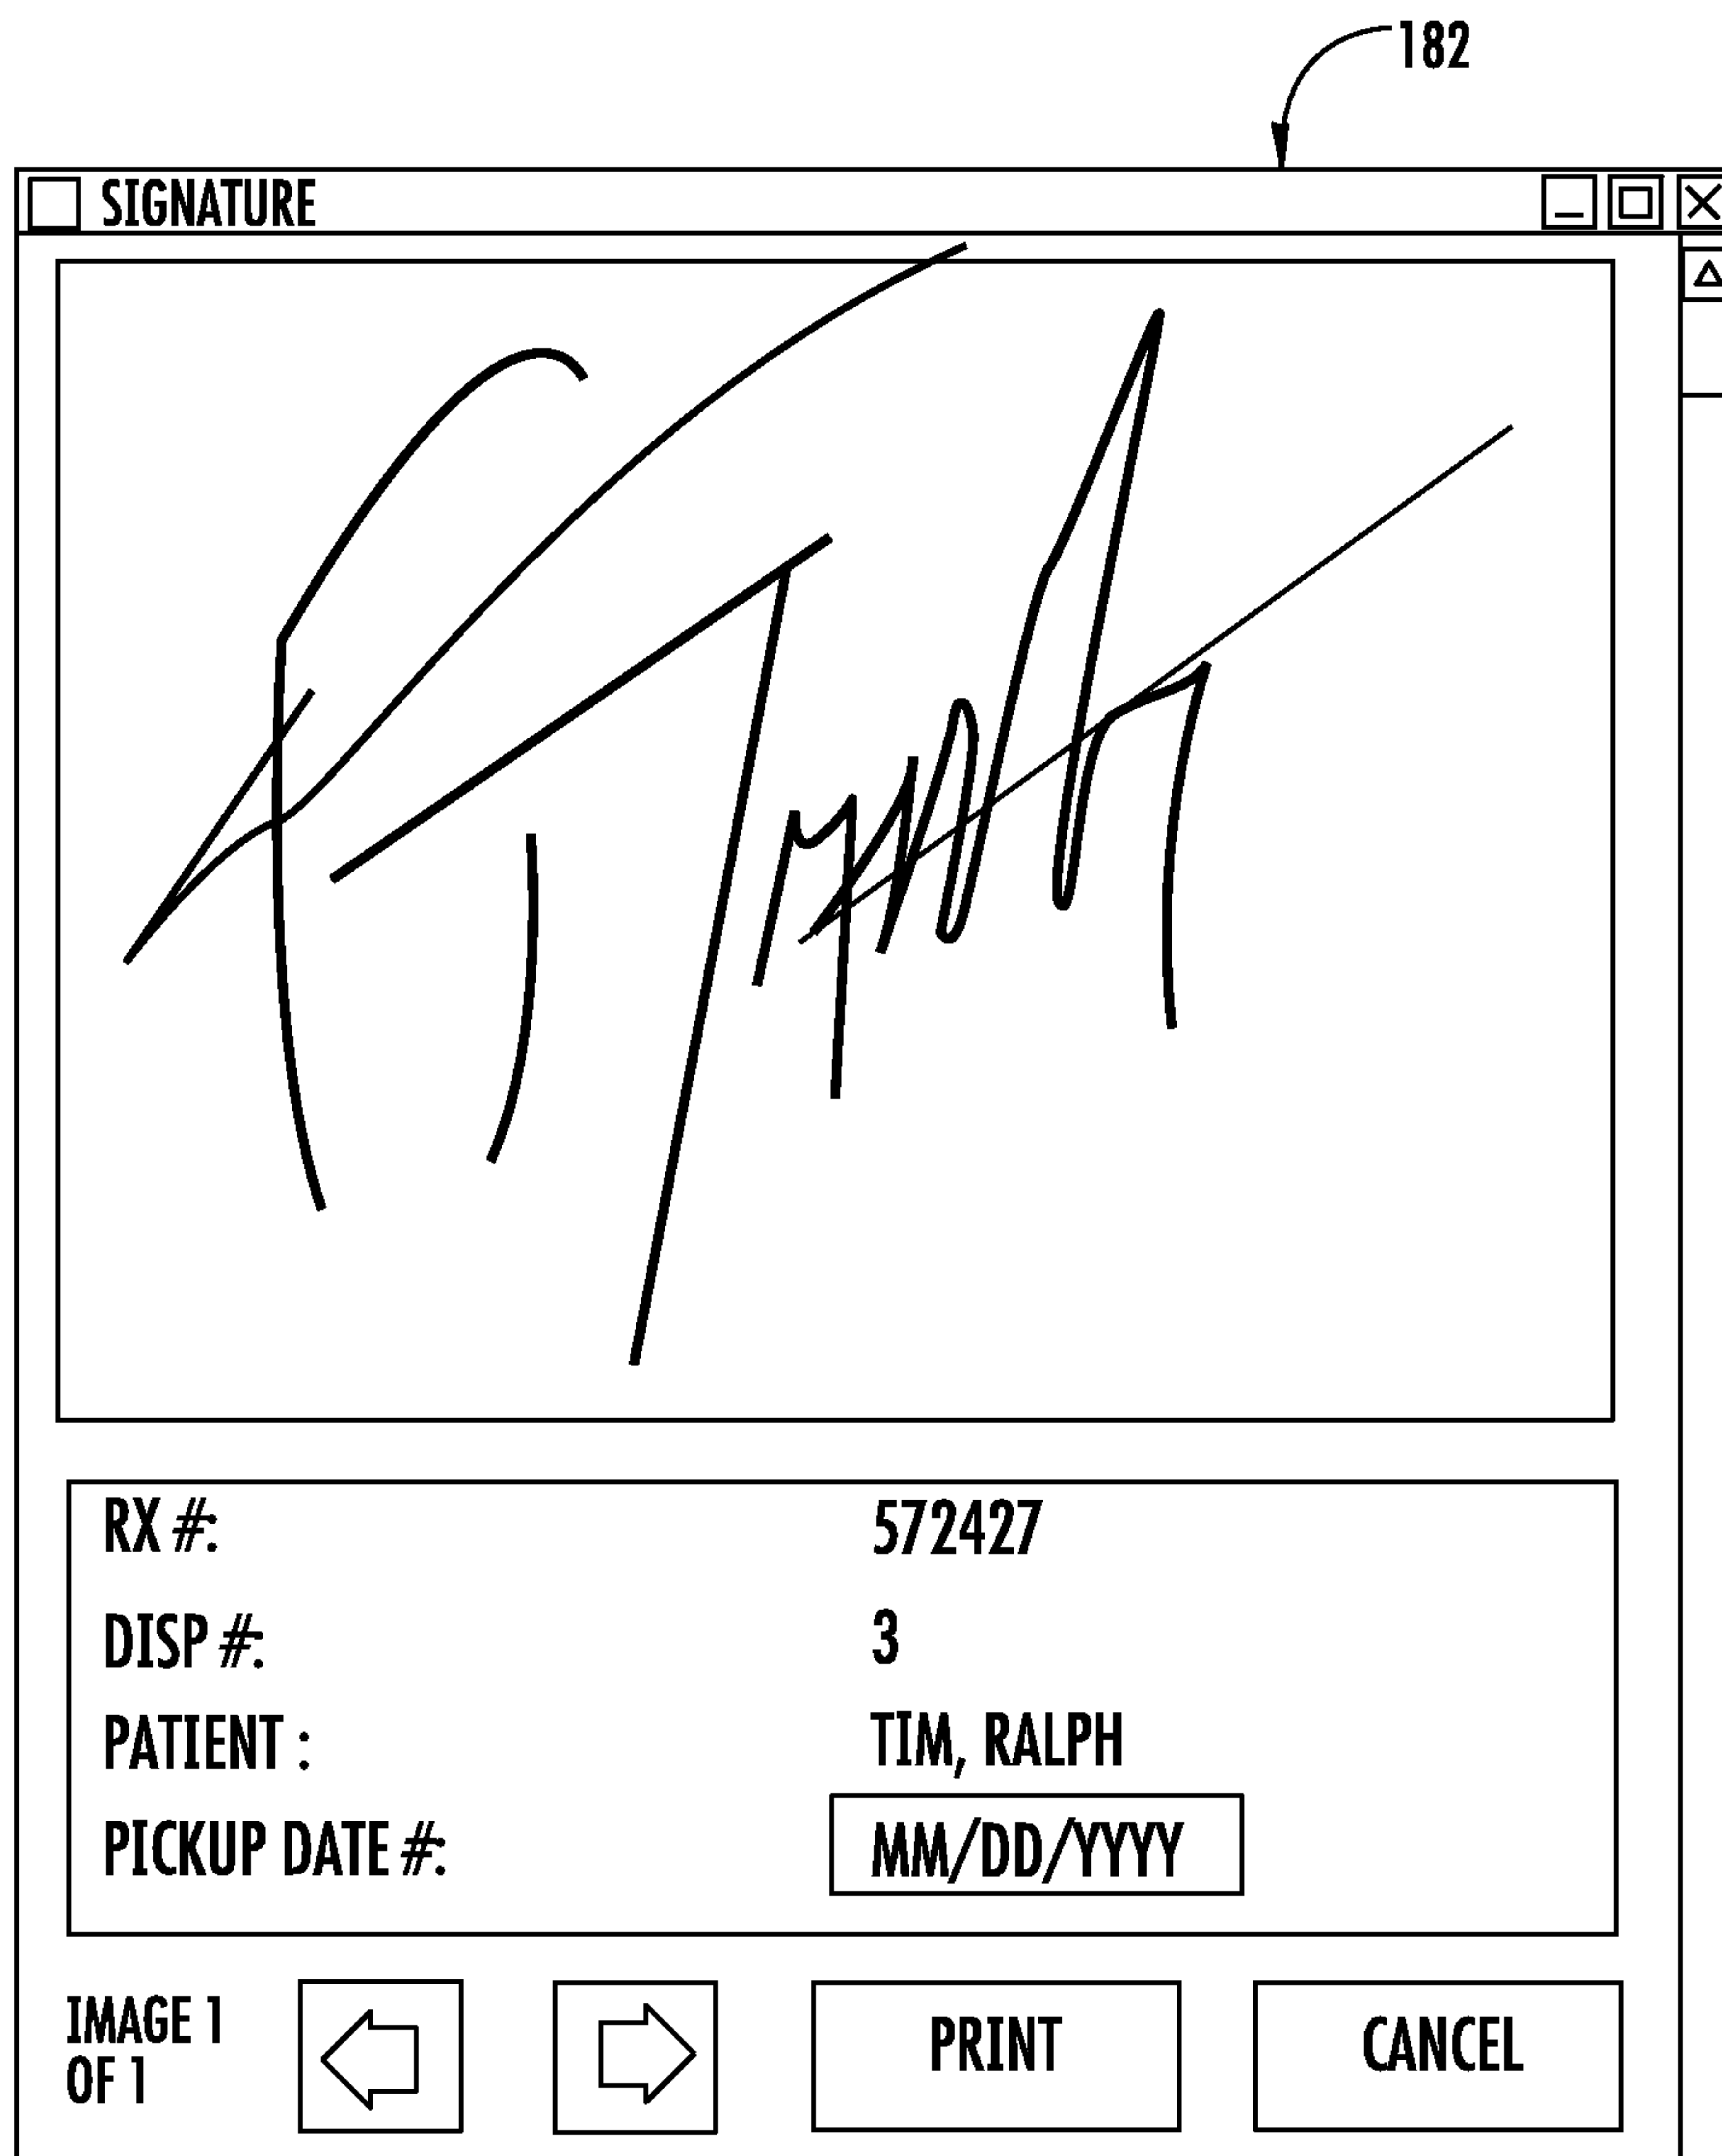 182
SIGNATURE
RX #: 572427
DISP #: 3
PATIENT : TIM, RALPH
PICKUP DATE #: MM/DD/YYYY
IMAGE 1
OF 1
PRINT
CANCEL